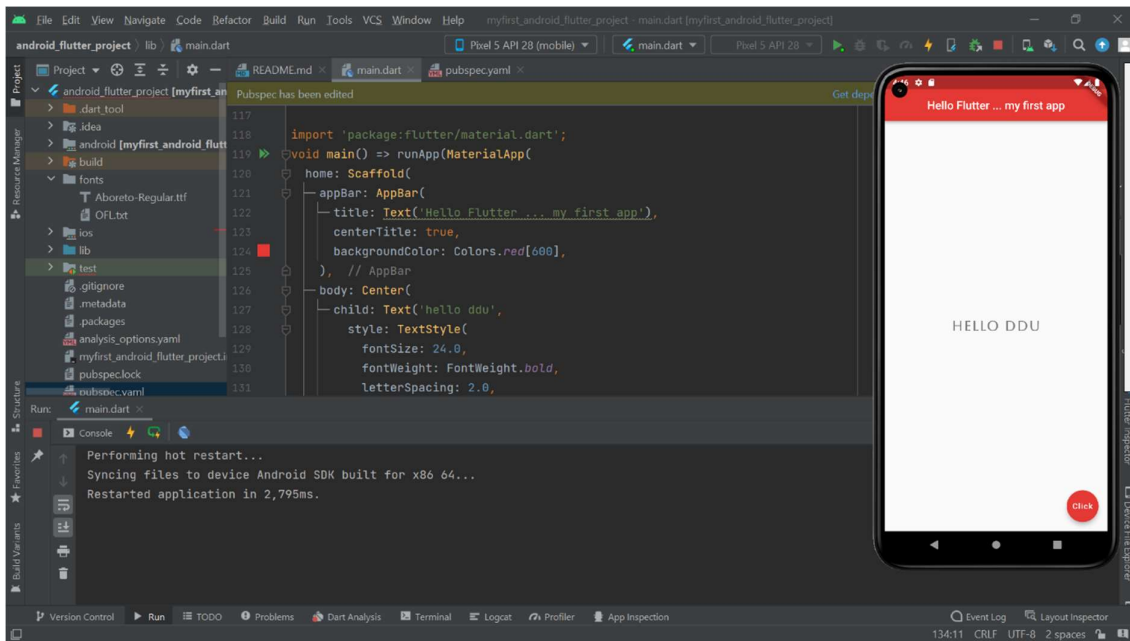 File Edit View Navigate Code Refactor Build Run Tools VCS Window Help myfirst_android_flutter_project - main.dart [myfirst_android_flutter_project]
android_flutter_project lib main.dart Pixel 5 API 28 (mobile) main.dart Pixel 5 API 28
Project README.md main.dart pubspec.yaml
android_flutter_project [myfirst_an
Pubspec has been edited Get depe
.dart_tool
.idea
android [myfirst_android_flutt
build
fonts
Aboreto-Regular.ttf
OFL.txt
ios
lib
test
.gitignore
.metadata
.packages
analysis_options.yaml
myfirst_android_flutter_project.i
pubspec.lock
pubspec.yaml
117
118 import 'package:flutter/material.dart';
119 void main() => runApp(MaterialApp(
120 home: Scaffold(
121 appBar: AppBar(
122 title: Text('Hello Flutter ... my first app'),
123 centerTitle: true,
124 backgroundColor: Colors.red[600],
125 ), // AppBar
126 body: Center(
127 child: Text('hello ddu',
128 style: TextStyle(
129 fontSize: 24.0,
130 fontWeight: FontWeight.bold,
131 letterSpacing: 2.0,
Hello Flutter ... my first app
HELLO DDU
Click
Project
Resource Manager
Structure
Favorites
Build Variants
Flutter Inspector
Device File Explorer
Run: main.dart
Console
Performing hot restart...
Syncing files to device Android SDK built for x86 64...
Restarted application in 2,795ms.
Version Control Run TODO Problems Dart Analysis Terminal Logcat Profiler App Inspection Event Log Layout Inspector
134:11 CRLF UTF-8 2 spaces